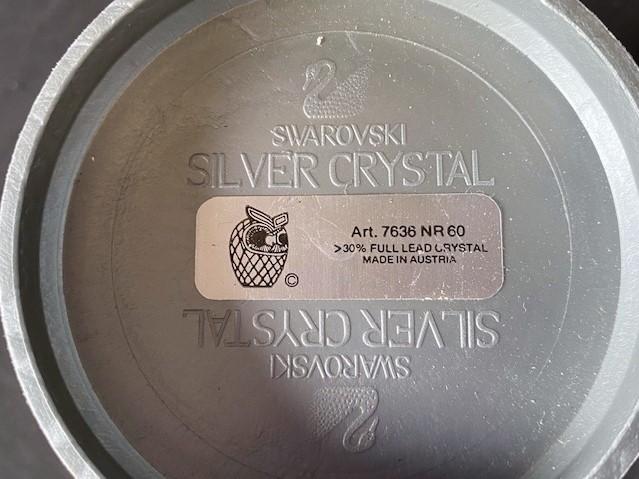 SWAROVSKI
SILVER CRYSTAL
Art. 7636 NR 60
>30% FULL LEAD CRYSTAL
MADE IN AUSTRIA
©
SILVER CRYSTAL
SWAROVSKI